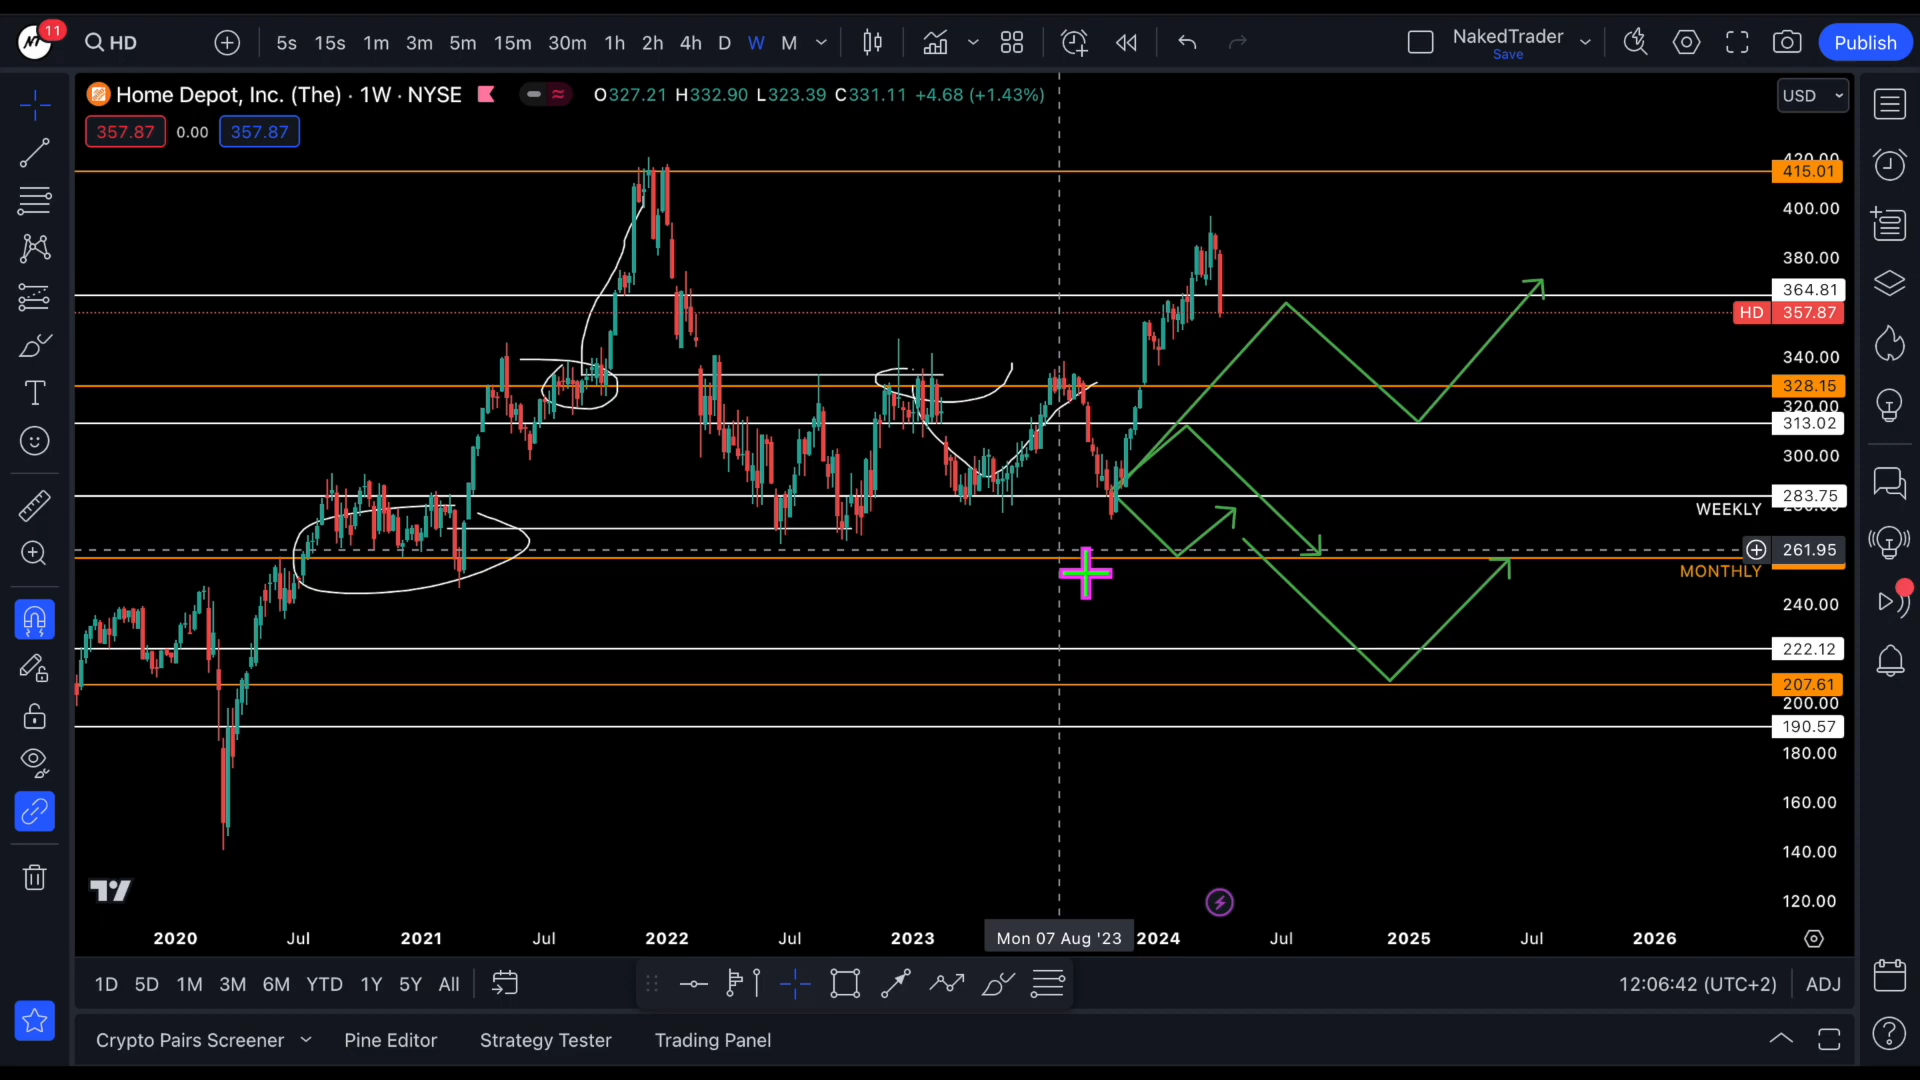 11
HD
5s 15s 1m 3m 5m 15m 30m 1h 2h 4h D W M
NakedTrader
Save
Publish
Home Depot, Inc. (The) · 1W · NYSE O327.21 H332.90 L323.39 C331.11 +4.68 (+1.43%)
USD
357.87 0.00 357.87
420.00
415.01
400.00
380.00
364.81
HD 357.87
340.00
328.15
320.00
313.02
300.00
283.75
WEEKLY
261.95
MONTHLY
240.00
222.12
207.61
200.00
190.57
180.00
160.00
140.00
120.00
2020 Jul 2021 Jul 2022 Jul 2023 Mon 07 Aug '23 2024 Jul 2025 Jul 2026
1D 5D 1M 3M 6M YTD 1Y 5Y All
12:06:42 (UTC+2) ADJ
Crypto Pairs Screener Pine Editor Strategy Tester Trading Panel